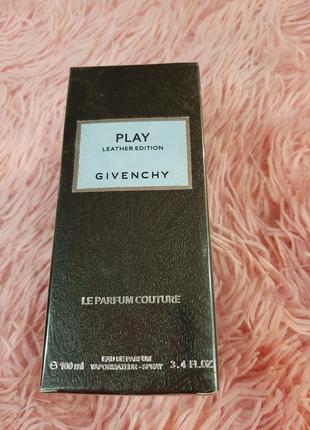 PLAY
LEATHER EDITION
GIVENCHY
LE PARFUM COUTURE
EAU DE PARFUM
℮ 100 ml VAPORISATEUR - SPRAY 3.4 FL.OZ